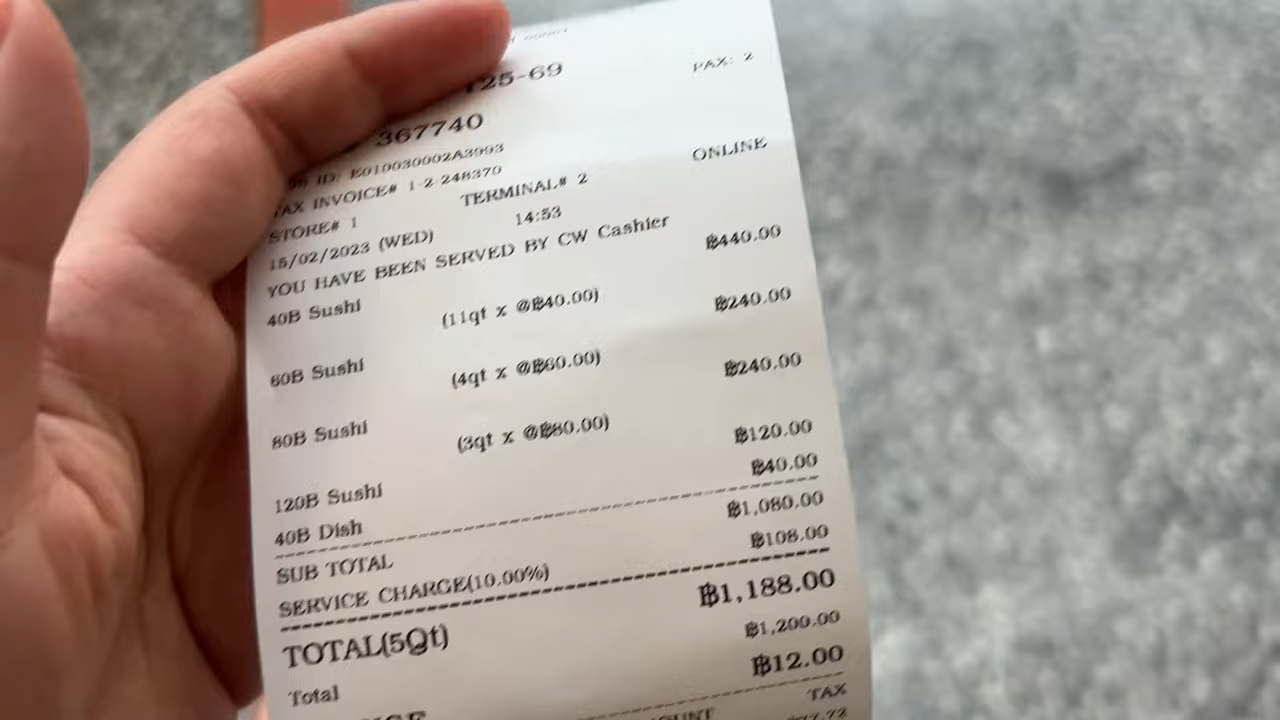 125-69 PAX: 2
367740
ID: E010030002A3993
TAX INVOICE# 1-2-248370 ONLINE
STORE# 1 TERMINAL# 2
15/02/2023 (WED) 14:53
YOU HAVE BEEN SERVED BY CW Cashier
40B Sushi ฿440.00
(11qt x @฿40.00)
60B Sushi ฿240.00
(4qt x @฿60.00)
80B Sushi ฿240.00
(3qt x @฿80.00)
120B Sushi ฿120.00
40B Dish ฿40.00
SUB TOTAL ฿1,080.00
SERVICE CHARGE(10.00%) ฿108.00
TOTAL(5Qt) ฿1,188.00
Total ฿1,200.00
฿12.00
TAX